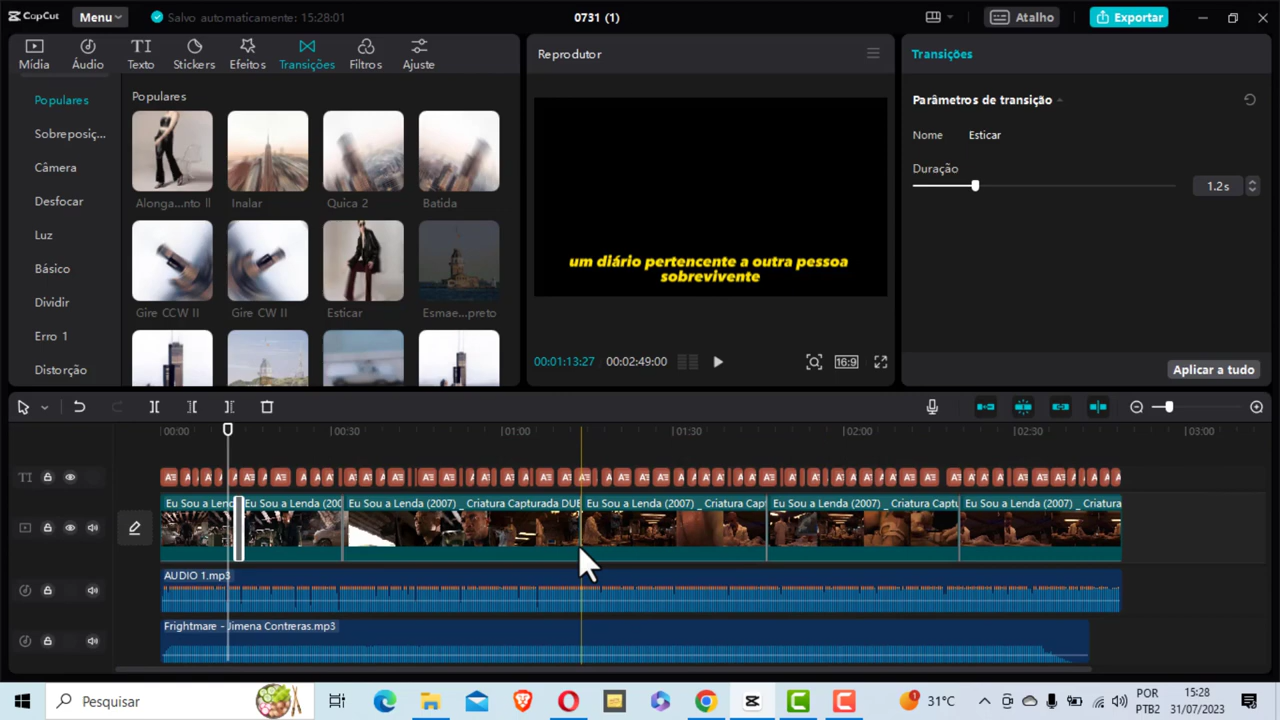 CapCut
Menu
Salvo automaticamente: 15:28:01
0731 (1)
Atalho
Exportar
Mídia
Áudio
Texto
Stickers
Efeitos
Transições
Filtros
Ajuste
Populares
Sobreposiç...
Câmera
Desfocar
Luz
Básico
Dividir
Erro 1
Distorção
Populares
Alonga...nto II
Inalar
Quica 2
Batida
Gire CCW II
Gire CW II
Esticar
Esmae...preto
Reprodutor
um diário pertencente a outra pessoa
sobrevivente
00:01:13:27
00:02:49:00
16:9
Transições
Parâmetros de transição
Nome
Esticar
Duração
1.2s
Aplicar a tudo
00:00
00:30
01:00
01:30
02:00
02:30
03:00
Eu Sou a Lend
Eu Sou a Lenda (200
Eu Sou a Lenda (2007) _ Criatura Capturada DUB
Eu Sou a Lenda (2007) _ Criatura Capt
Eu Sou a Lenda (2007) _ Criatura Captu
Eu Sou a Lenda (2007) _ Criatura
AUDIO 1.mp3
Frightmare - Jimena Contreras.mp3
Pesquisar
1
31°C
POR
PTB2
15:28
31/07/2023